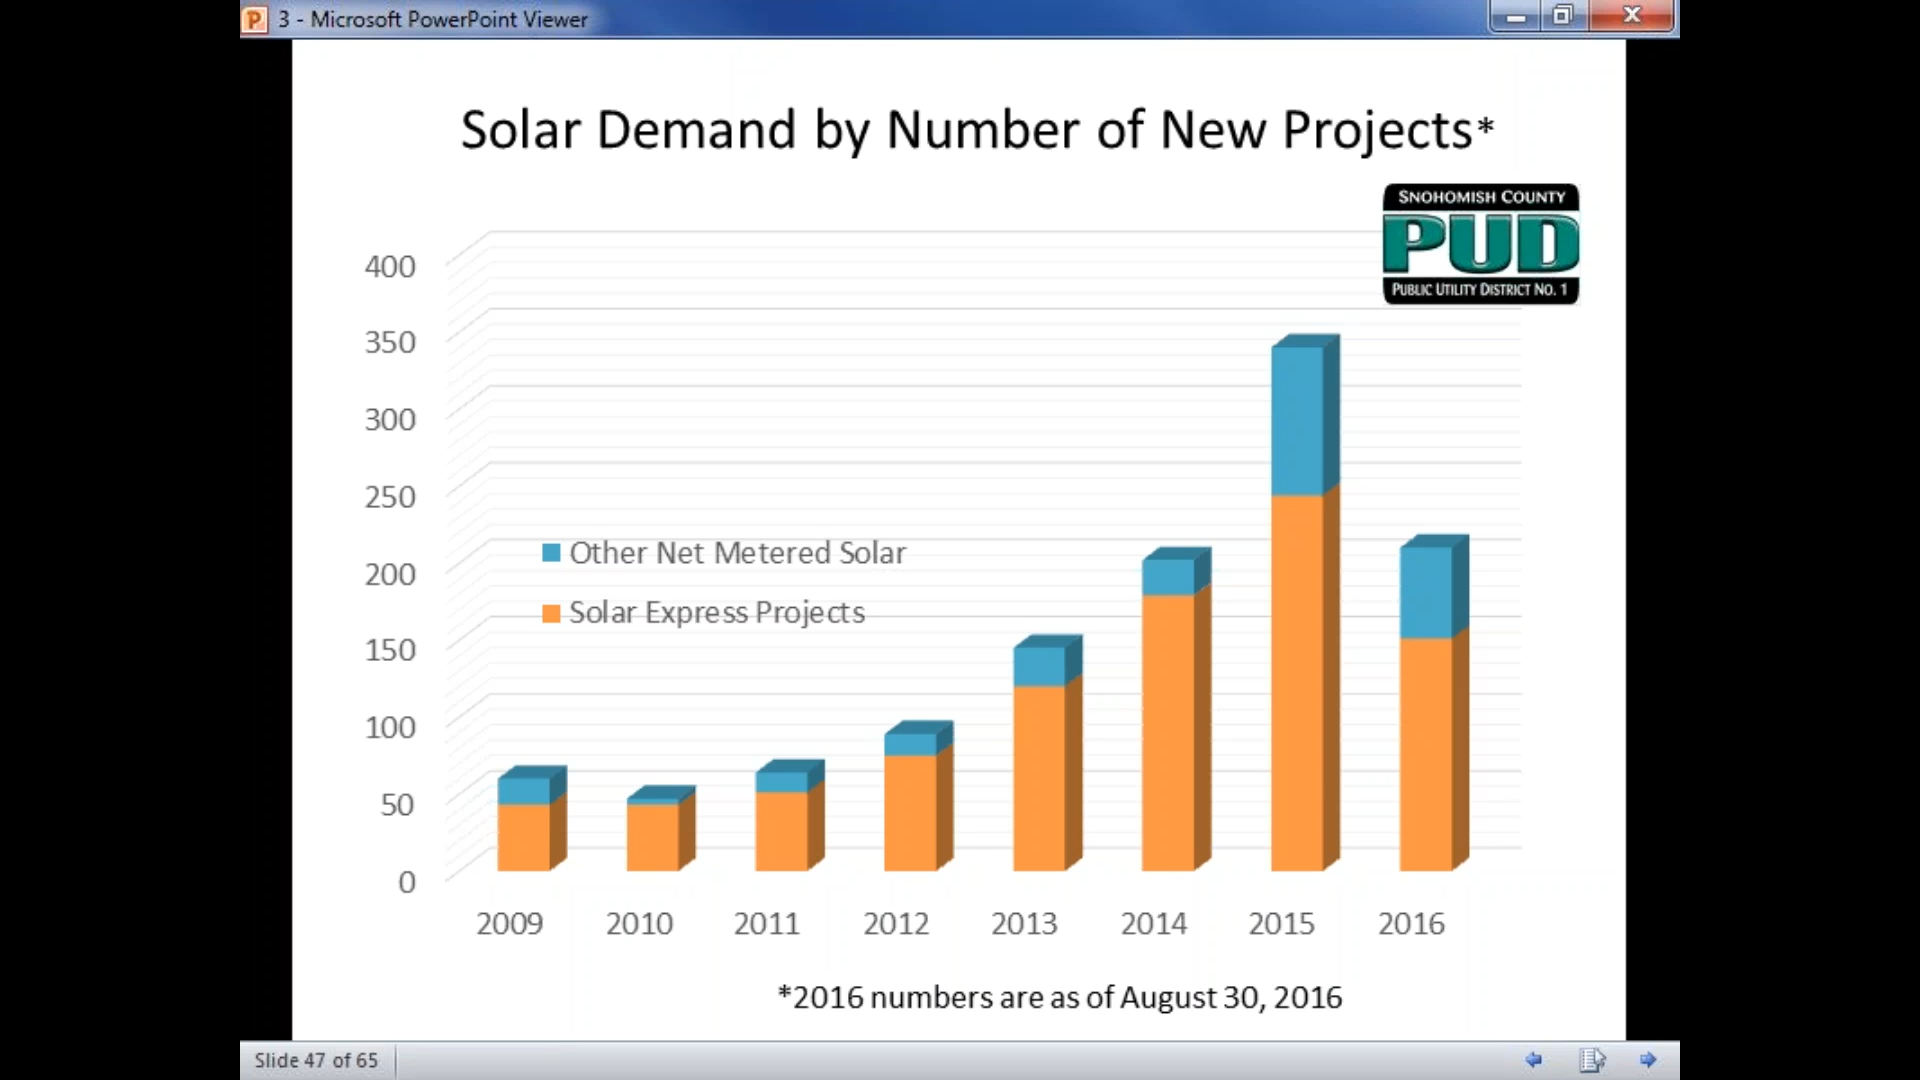 3 - Microsoft PowerPoint Viewer
Solar Demand by Number of New Projects*
SNOHOMISH COUNTY
PUD
PUBLIC UTILITY DISTRICT NO. 1
400
350
300
250
200
150
100
50
0
Other Net Metered Solar
Solar Express Projects
2009 2010 2011 2012 2013 2014 2015 2016
*2016 numbers are as of August 30, 2016
Slide 47 of 65